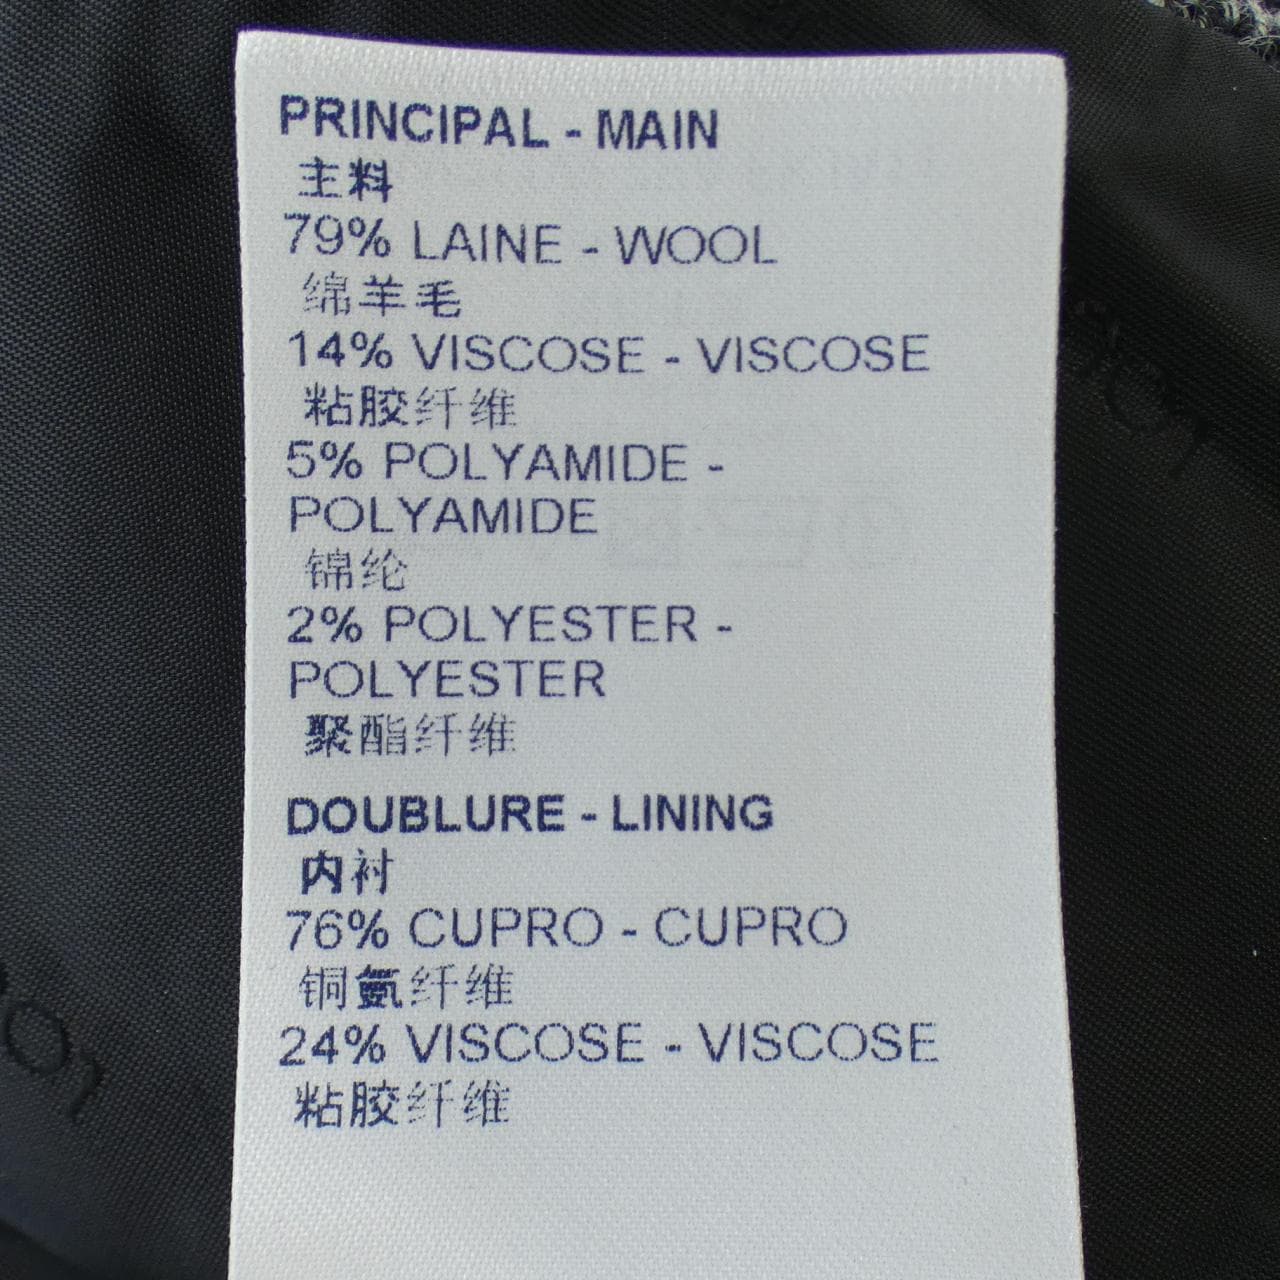 PRINCIPAL - MAIN
主料
79% LAINE - WOOL
绵羊毛
14% VISCOSE - VISCOSE
粘胶纤维
5% POLYAMIDE -
POLYAMIDE
锦纶
2% POLYESTER -
POLYESTER
聚酯纤维
DOUBLURE - LINING
内衬
76% CUPRO - CUPRO
铜氨纤维
24% VISCOSE - VISCOSE
粘胶纤维